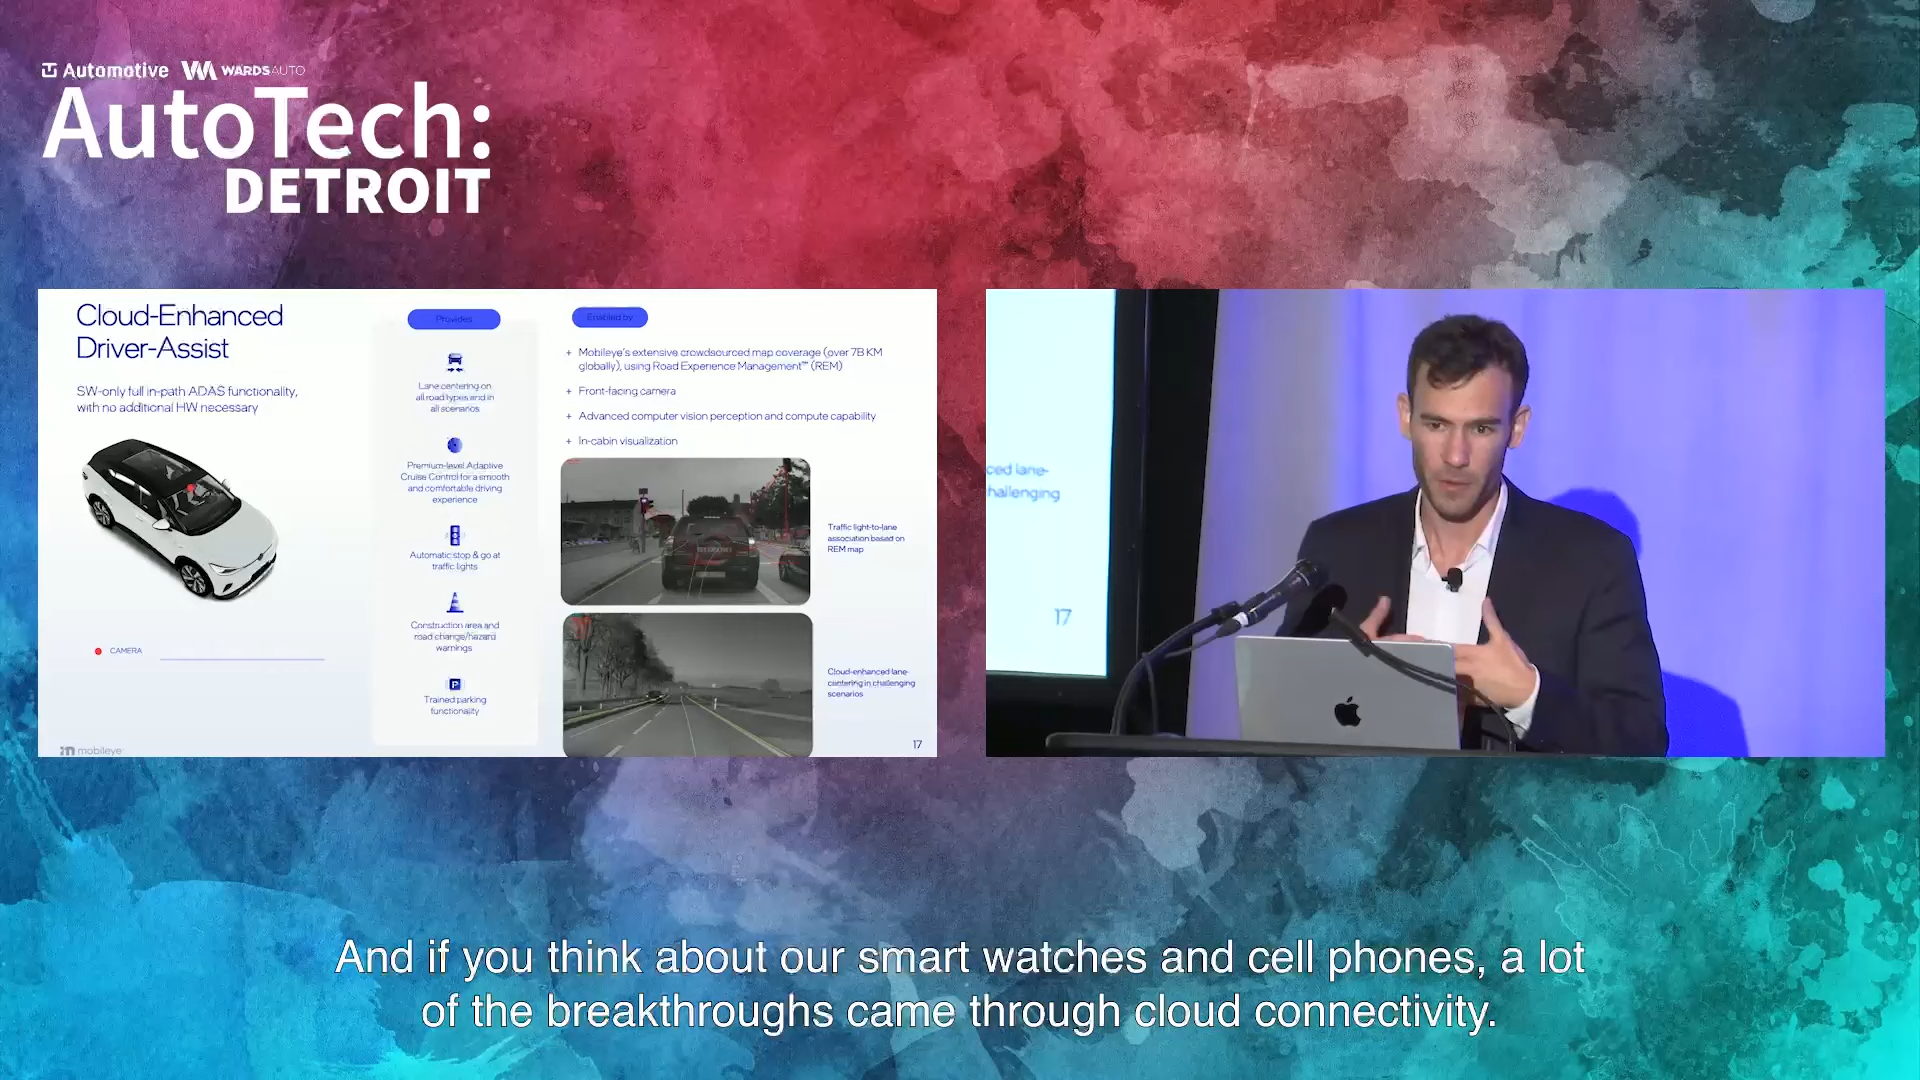 Automotive WARDSAUTO
AutoTech:
DETROIT
Cloud-Enhanced
Driver-Assist
SW-only full in-path ADAS functionality,
with no additional HW necessary
CAMERA
mobileye
Provides
Lane centering on
all road types and in
all scenarios
Premium-level Adaptive
Cruise Control for a smooth
and comfortable driving
experience
Automatic stop & go at
traffic lights
Construction area and
road change/hazard
warnings
P
Trained parking
functionality
Enabled by
+ Mobileye's extensive crowdsourced map coverage (over 7B KM
globally), using Road Experience Management™ (REM)
+ Front-facing camera
+ Advanced computer vision perception and compute capability
+ In-cabin visualization
Traffic light-to-lane
association based on
REM map
Cloud-enhanced lane-
centering in challenging
scenarios
17
ced lane-
hallenging
17
And if you think about our smart watches and cell phones, a lot
of the breakthroughs came through cloud connectivity.